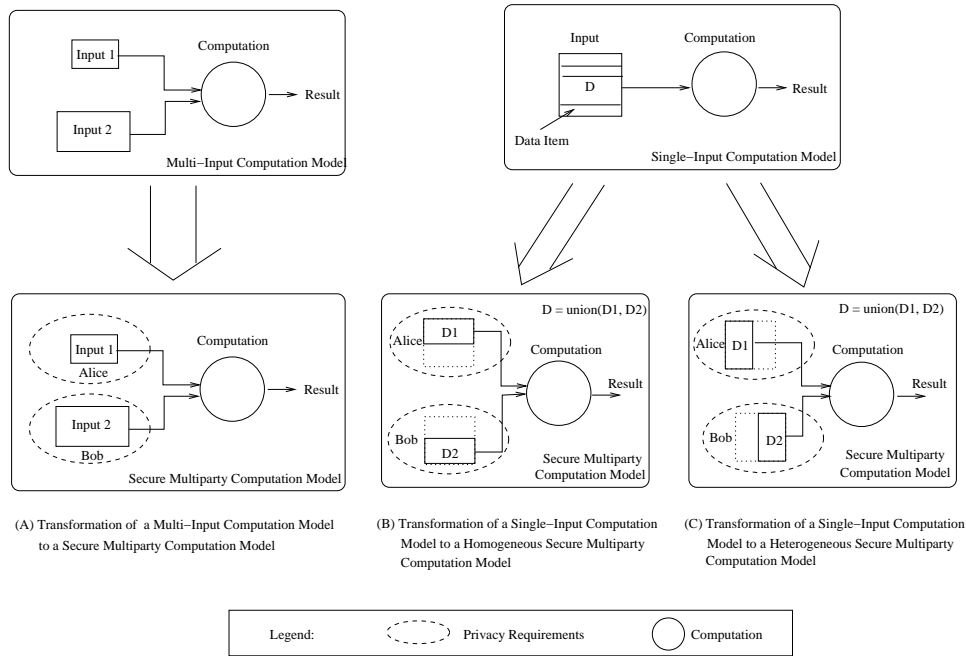 Computation
Input 1
Result
Input 2
Multi−Input Computation Model
Input
Computation
D
Result
Data Item
Single−Input Computation Model
Input 1
Alice
Computation
Result
Input 2
Bob
Secure Multiparty Computation Model
D = union(D1, D2)
D1
Alice
Computation
Result
Bob
D2
Secure Multiparty
Computation Model
D = union(D1, D2)
Alice
D1
Computation
Result
Bob
D2
Secure Multiparty
Computation Model
(A) Transformation of a Multi−Input Computation Model
to a Secure Multiparty Computation Model
(B) Transformation of a Single−Input Computation
Model to a Homogeneous Secure Multiparty
Computation Model
(C) Transformation of a Single−Input Computation
Model to a Heterogeneous Secure Multiparty
Computation Model
Legend:
Privacy Requirements
Computation